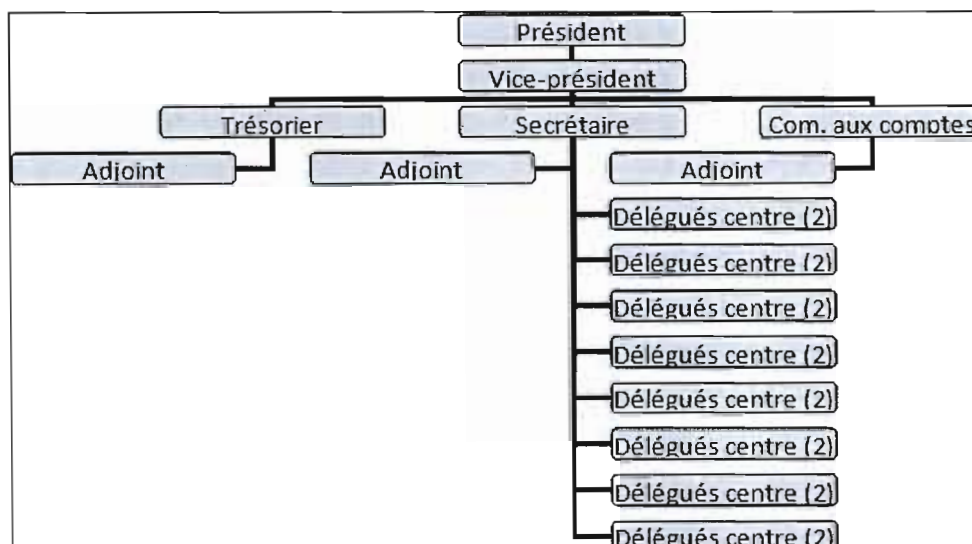 Président
Vice-président
Trésorier
Secrétaire
Com. aux comptes
Adjoint
Adjoint
Adjoint
Délégués centre (2)
Délégués centre (2)
Délégués centre (2)
Délégués centre (2)
Délégués centre (2)
Délégués centre (2)
Délégués centre (2)
Délégués centre (2)